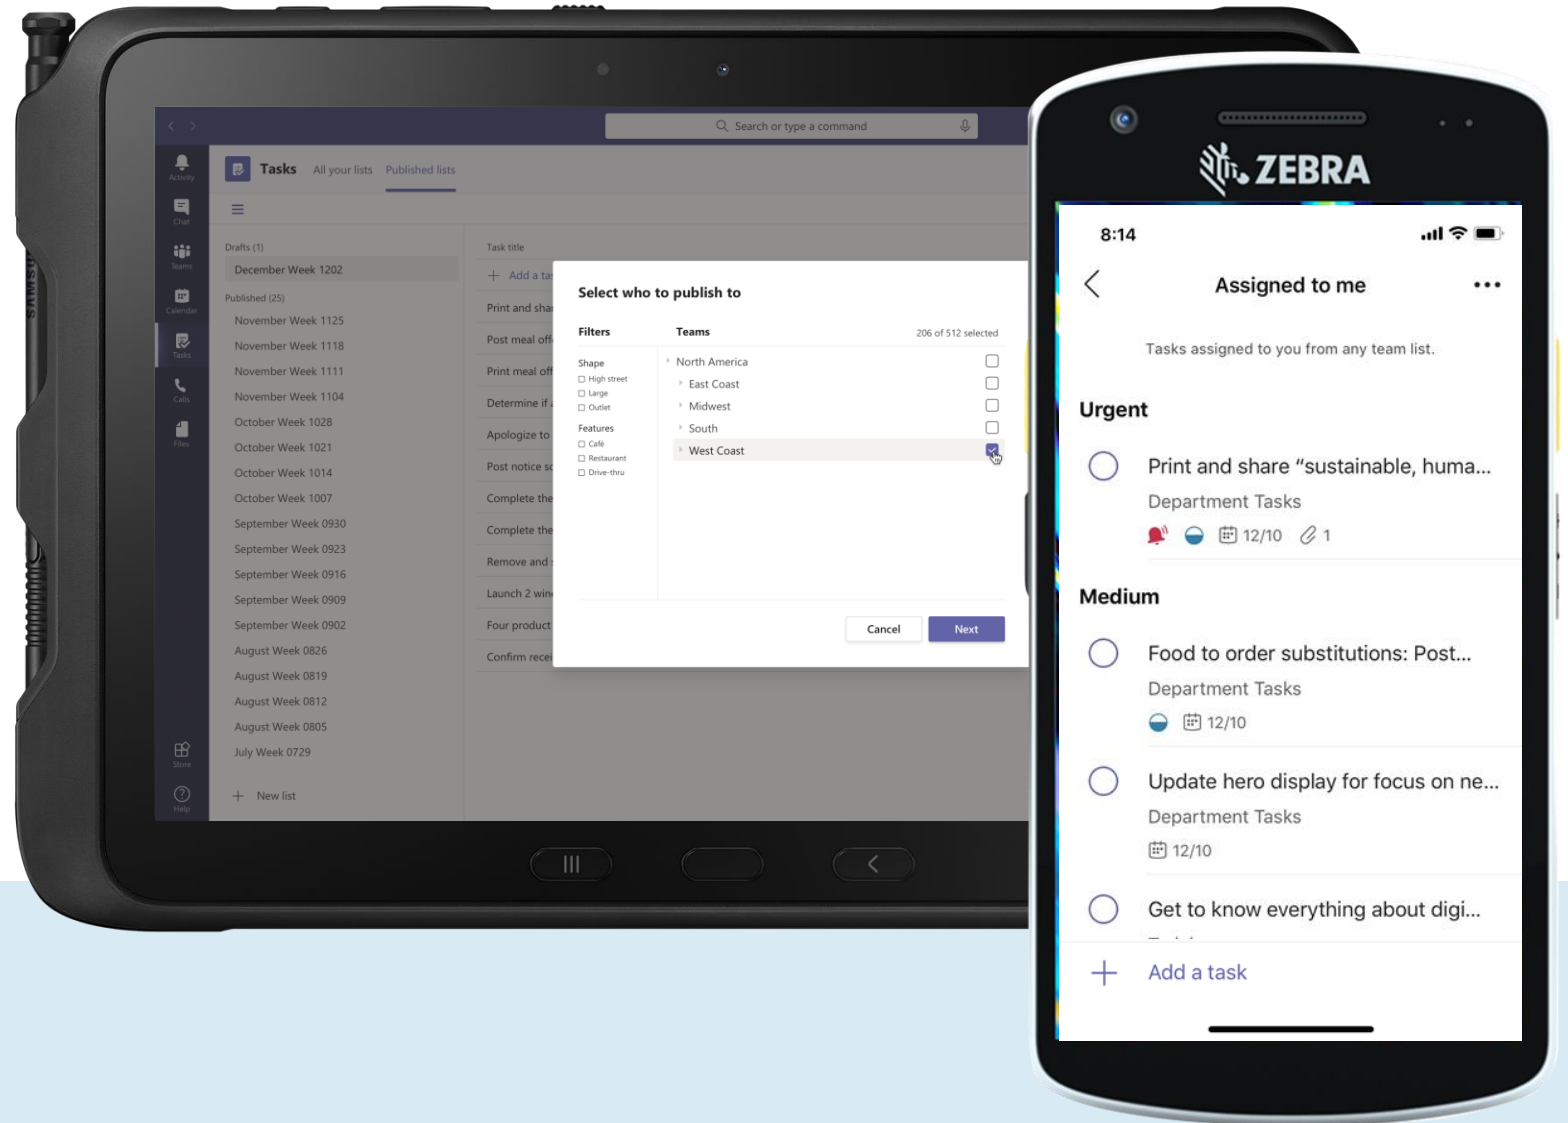 Search or type a command
Activity
Chat
Teams
Calendar
Tasks
Calls
Files
Store
Help
Tasks All your lists Published lists
Drafts (1)
December Week 1202
Published (25)
November Week 1125
November Week 1118
November Week 1111
November Week 1104
October Week 1028
October Week 1021
October Week 1014
October Week 1007
September Week 0930
September Week 0923
September Week 0916
September Week 0909
September Week 0902
August Week 0826
August Week 0819
August Week 0812
August Week 0805
July Week 0729
+ New list
Task title
+ Add a tas
Print and shar
Post meal offe
Print meal off
Determine if a
Apologize to
Post notice so
Complete the
Complete the
Remove and s
Launch 2 win
Four product
Confirm recei
Select who to publish to
Filters
Shape
High street
Large
Outlet
Features
Café
Restaurant
Drive-thru
Teams 206 of 512 selected
North America
East Coast
Midwest
South
West Coast
Cancel Next
SAMSUNG
ZEBRA
8:14
Assigned to me ...
Tasks assigned to you from any team list.
Urgent
Print and share “sustainable, huma...
Department Tasks
12/10 1
Medium
Food to order substitutions: Post...
Department Tasks
12/10
Update hero display for focus on ne...
Department Tasks
12/10
Get to know everything about digi...
+ Add a task